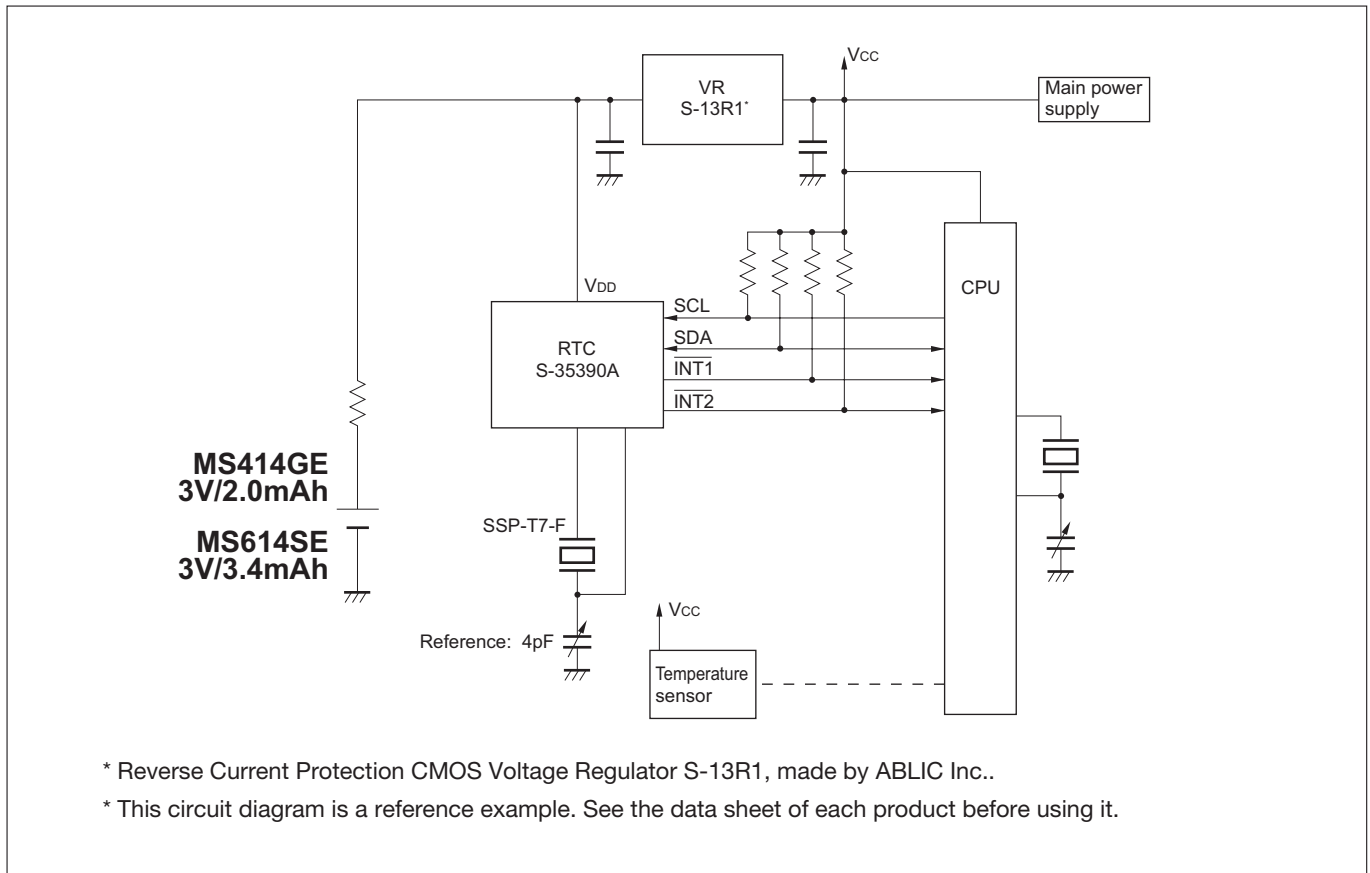 Vcc
VR
S-13R1*
Main power
supply
VDD
SCL
SDA
INT1
INT2
RTC
S-35390A
CPU
MS414GE
3V/2.0mAh
MS614SE
3V/3.4mAh
SSP-T7-F
Reference: 4pF
Vcc
Temperature
sensor
* Reverse Current Protection CMOS Voltage Regulator S-13R1, made by ABLIC Inc..
* This circuit diagram is a reference example. See the data sheet of each product before using it.